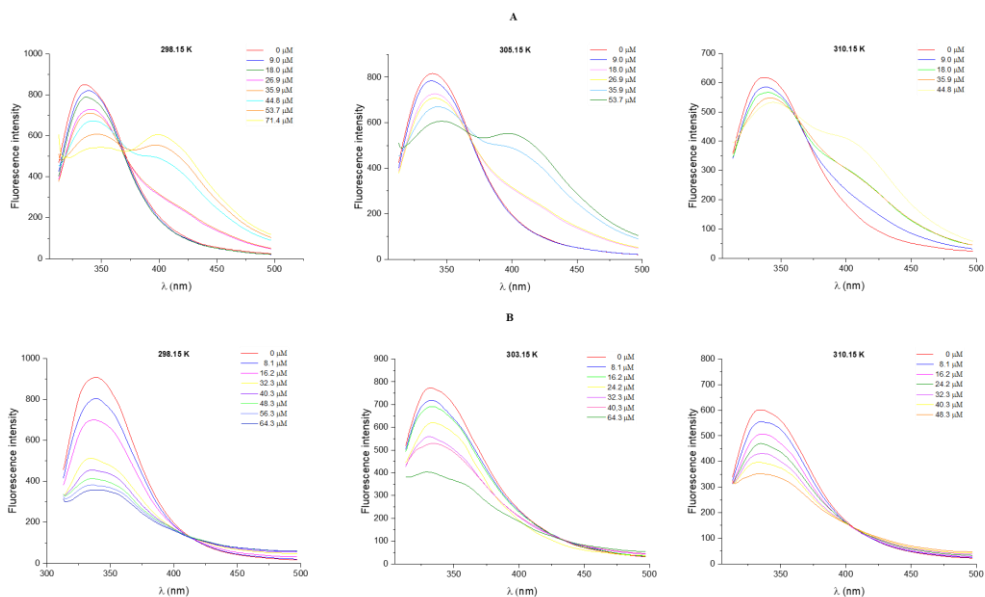 A
298.15 K
0 µM
9.0 µM
18.0 µM
26.9 µM
35.9 µM
44.8 µM
53.7 µM
71.4 µM
1000
800
600
400
200
0
350
400
450
500
Fluorescence intensity
λ (nm)
305.15 K
0 µM
9.0 µM
18.0 µM
26.9 µM
35.9 µM
53.7 µM
800
600
400
200
350
400
450
500
Fluorescence intensity
λ (nm)
310.15 K
0 µM
9.0 µM
18.0 µM
35.9 µM
44.8 µM
700
600
500
400
300
200
100
0
350
400
450
500
Fluorescence intensity
λ (nm)
B
298.15 K
0 µM
8.1 µM
16.2 µM
32.3 µM
40.3 µM
48.3 µM
56.3 µM
64.3 µM
1000
800
600
400
200
0
300
350
400
450
500
Fluorescence intensity
λ (nm)
303.15 K
0 µM
8.1 µM
16.2 µM
24.2 µM
32.3 µM
40.3 µM
64.3 µM
900
800
700
600
500
400
300
200
100
0
350
400
450
500
Fluorescence intensity
λ (nm)
310.15 K
0 µM
8.1 µM
16.2 µM
24.2 µM
32.3 µM
40.3 µM
48.3 µM
800
700
600
500
400
300
200
100
0
350
400
450
500
Fluorescence intensity
λ (nm)